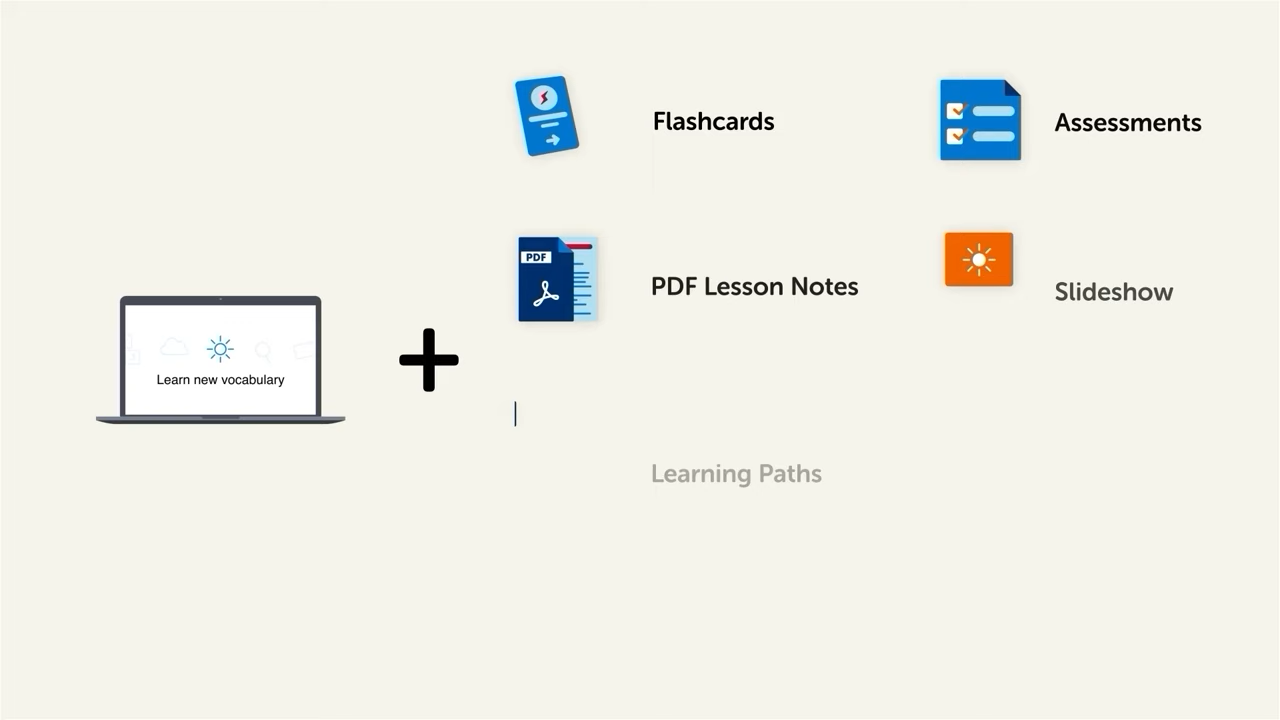 Flashcards
Assessments
PDF
PDF Lesson Notes
Slideshow
Learn new vocabulary
Learning Paths